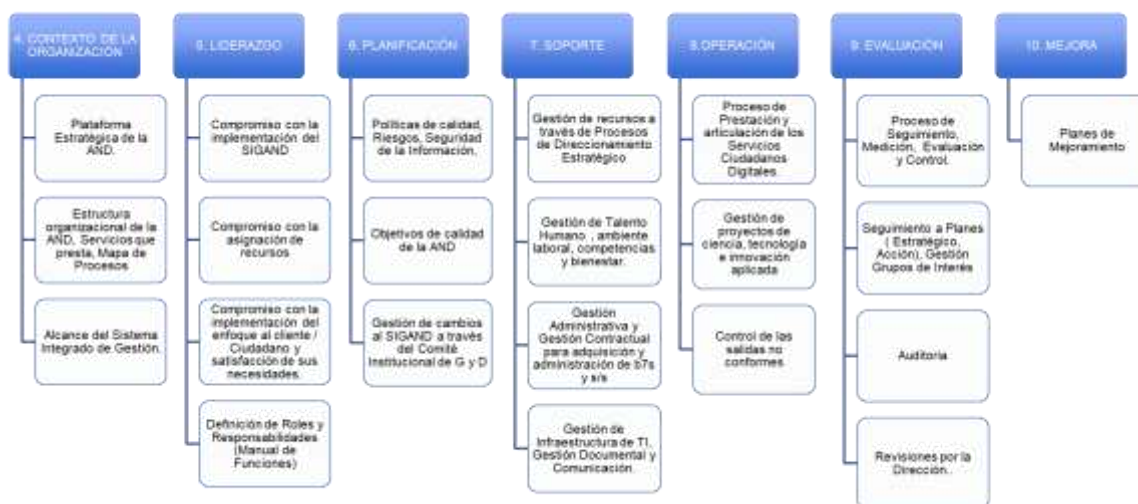 4. CONTEXTO DE LA
ORGANIZACIÓN
Plataforma
Estratégica de la
AND.
Estructura
organizacional de la
AND, Servicios que
presta, Mapa de
Procesos
Alcance del Sistema
Integrado de Gestión.
5. LIDERAZGO
Compromiso con la
implementación del
SIGAND
Compromiso con la
asignación de
recursos
Compromiso con la
implementación del
enfoque al cliente /
Ciudadano y
satisfacción de sus
necesidades.
Definición de Roles y
Responsabilidades
(Manual de
Funciones)
6. PLANIFICACIÓN
Políticas de calidad,
Riesgos, Seguridad
de la Información,
Objetivos de calidad
de la AND
Gestión de cambios
al SIGAND a través
del Comité
Institucional de G y D
7. SOPORTE
Gestión de recursos a
través de Procesos
de Direccionamiento
Estratégico
Gestión de Talento
Humano , ambiente
laboral, competencias
y bienestar.
Gestión
Administrativa y
Gestión Contractual
para adquisición y
administración de b7s
y s/s
Gestión de
Infraestructura de TI,
Gestión Documental y
Comunicación.
8.OPERACIÓN
Proceso de
Prestación y
articulación de los
Servicios
Ciudadanos
Digitales.
Gestión de
proyectos de
ciencia, tecnología
e innovación
aplicada
Control de las
salidas no
conformes
9. EVALUACIÓN
Proceso de
Seguimiento,
Medición, Evaluación
y Control.
Seguimiento a Planes
( Estratégico,
Acción), Gestión
Grupos de Interés
Auditoría
Revisiones por la
Dirección..
10. MEJORA
Planes de
Mejoramiento